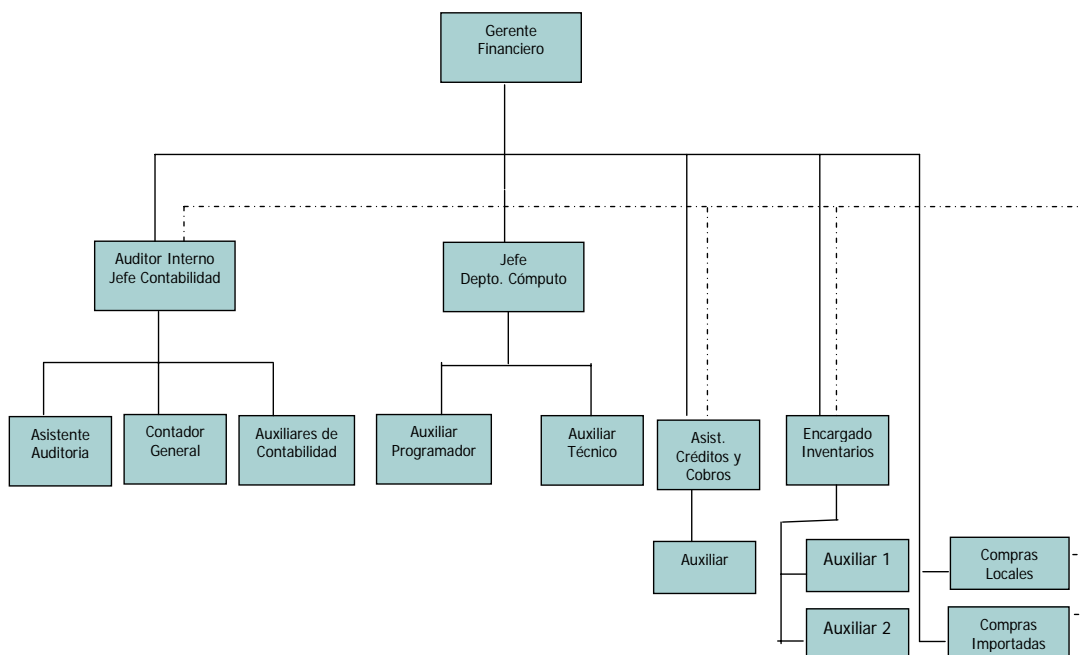 Gerente
Financiero
Auditor Interno
Jefe Contabilidad
Jefe
Depto. Cómputo
Asistente
Auditoria
Contador
General
Auxiliares de
Contabilidad
Auxiliar
Programador
Auxiliar
Técnico
Asist.
Créditos y
Cobros
Encargado
Inventarios
Auxiliar
Auxiliar 1
Auxiliar 2
Compras
Locales
Compras
Importadas